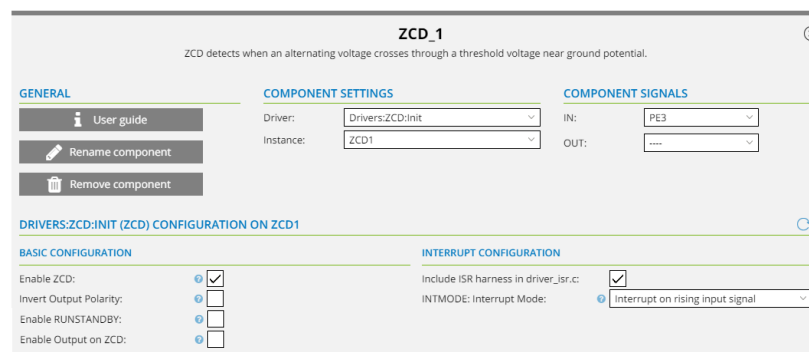 ZCD_1
ZCD detects when an alternating voltage crosses through a threshold voltage near ground potential.
GENERAL
User guide
Rename component
Remove component
COMPONENT SETTINGS
Driver: Drivers:ZCD:Init
Instance: ZCD1
COMPONENT SIGNALS
IN: PE3
OUT: ----
DRIVERS:ZCD:INIT (ZCD) CONFIGURATION ON ZCD1
BASIC CONFIGURATION
Enable ZCD:
Invert Output Polarity:
Enable RUNSTANDBY:
Enable Output on ZCD:
INTERRUPT CONFIGURATION
Include ISR harness in driver_isr.c:
INTMODE: Interrupt Mode: Interrupt on rising input signal